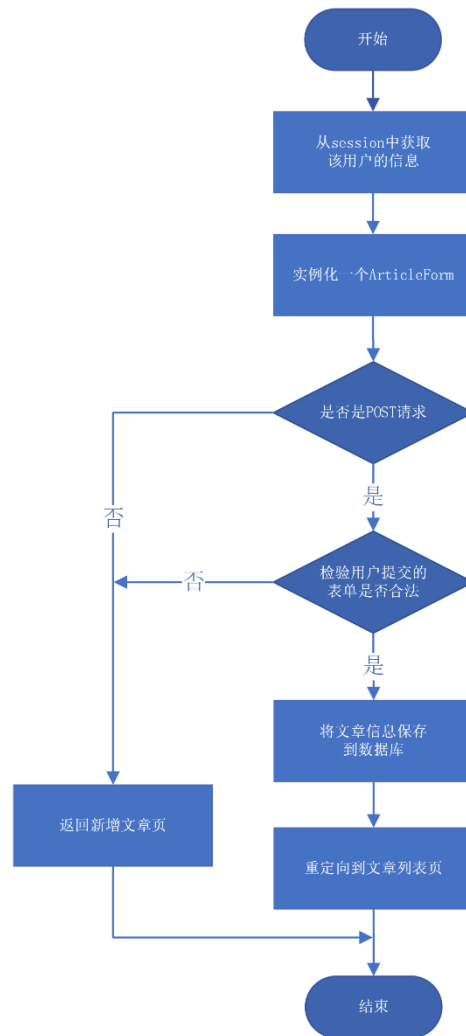 开始
从session中获取
该用户的信息
实例化一个ArticleForm
是否是POST请求
否
是
检验用户提交的
表单是否合法
否
是
将文章信息保存
到数据库
返回新增文章页
重定向到文章列表页
结束